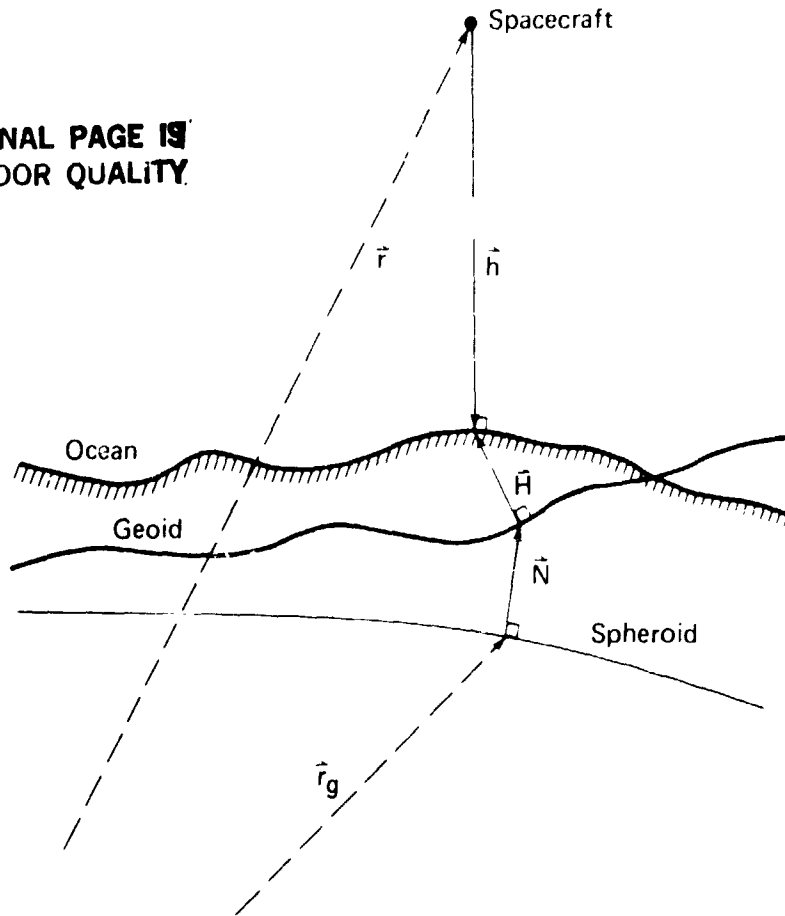 Spacecraft
NAL PAGE IS
OOR QUALITY
r⃗
h⃗
Ocean
H⃗
Geoid
N⃗
Spheroid
r⃗g